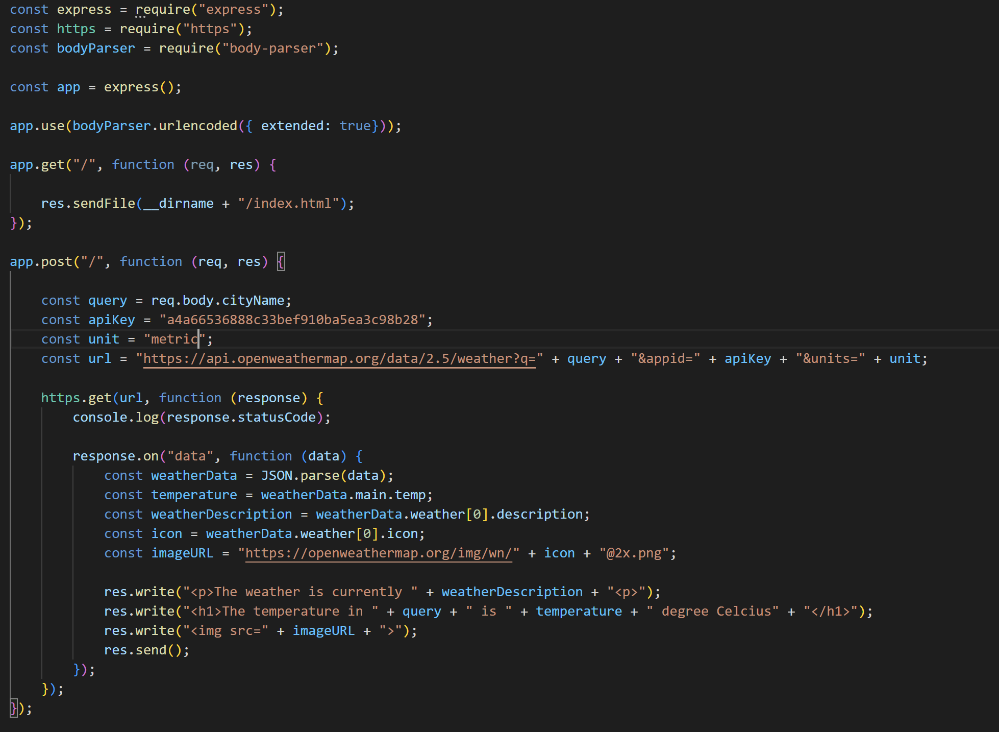 const express = require("express");
const https = require("https");
const bodyParser = require("body-parser");
const app = express();
app.use(bodyParser.urlencoded({ extended: true}));
app.get("/", function (req, res) {
res.sendFile(__dirname + "/index.html");
});
app.post("/", function (req, res) {
const query = req.body.cityName;
const apiKey = "a4a66536888c33bef910ba5ea3c98b28";
const unit = "metric";
const url = "https://api.openweathermap.org/data/2.5/weather?q=" + query + "&appid=" + apiKey + "&units=" + unit;
https.get(url, function (response) {
console.log(response.statusCode);
response.on("data", function (data) {
const weatherData = JSON.parse(data);
const temperature = weatherData.main.temp;
const weatherDescription = weatherData.weather[0].description;
const icon = weatherData.weather[0].icon;
const imageURL = "https://openweathermap.org/img/wn/" + icon + "@2x.png";
res.write("<p>The weather is currently " + weatherDescription + "<p>");
res.write("<h1>The temperature in " + query + " is " + temperature + " degree Celcius" + "</h1>");
res.write("<img src=" + imageURL + ">");
res.send();
});
});
});